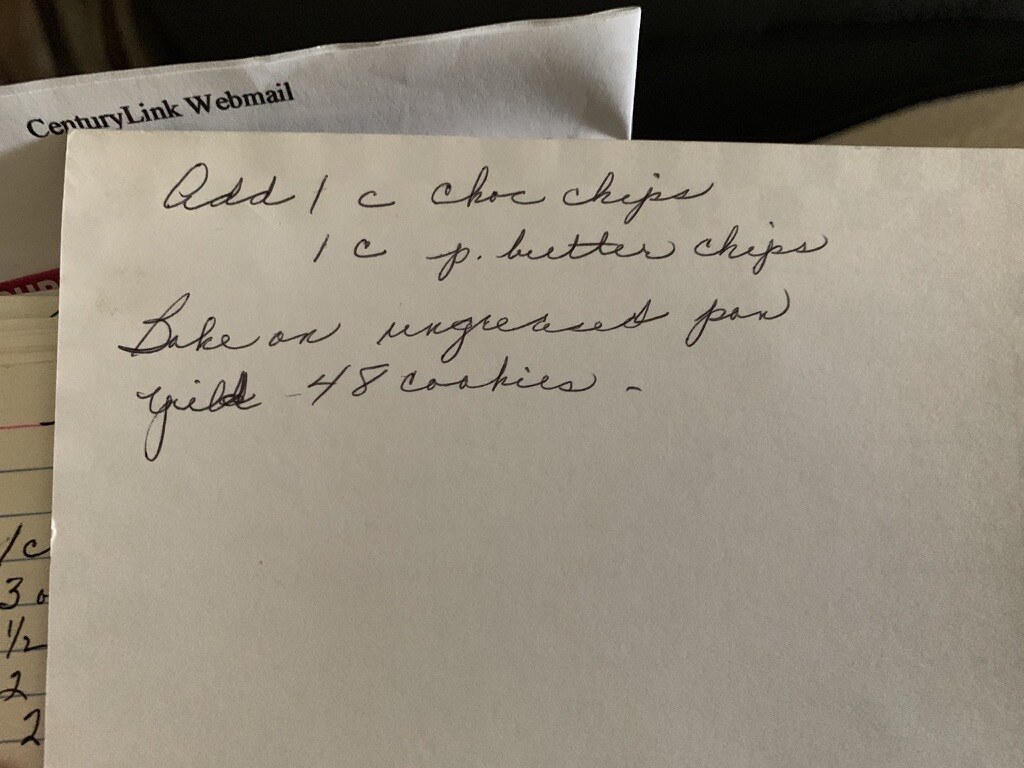 CenturyLink Webmail
Add 1 c choc chips
1 c p. butter chips
Bake on ungreased pan
yield - 48 cookies -
1c
3 o
1/2
2
2